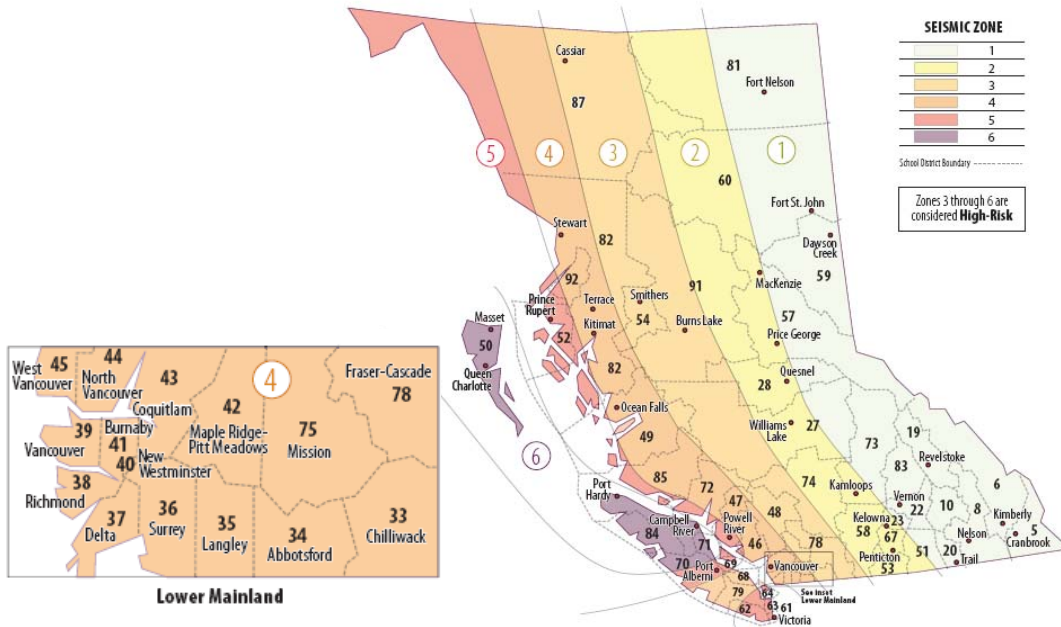 SEISMIC ZONE
1
2
3
4
5
6
School District Boundary
Zones 3 through 6 are
considered High-Risk
Cassiar
81
Fort Nelson
87
5
4
3
2
1
60
Fort St. John
Stewart
82
Dawson
Creek
59
92
MacKenzie
Prince
Rupert
Terrace
Smithers
91
Masset
Kitimat
54
Burns Lake
57
50
52
Price George
Queen
Charlotte
82
Quesnel
28
Ocean Falls
Williams
Lake
27
6
49
73
19
Revelstoke
85
83
6
Port
Hardy
72
47
74
Kamloops
Vernon
22
10
8
Kimberly
Campbell
River
Powell
River
48
Kelowna
23
5
84
71
58
67
Nelson
Cranbrook
46
78
Penticton
51
20
70
Port
Alberni
69
68
Vancouver
53
Trail
79
64
See inset
Lower Mainland
62
63
61
Victoria
45
44
43
4
Fraser-Cascade
78
West
Vancouver
North
Vancouver
Coquitlam
42
39
Burnaby
41
Maple Ridge-
Pitt Meadows
75
Mission
Vancouver
40
New
Westminster
38
Richmond
36
37
Delta
Surrey
35
Langley
34
Abbotsford
33
Chilliwack
Lower Mainland